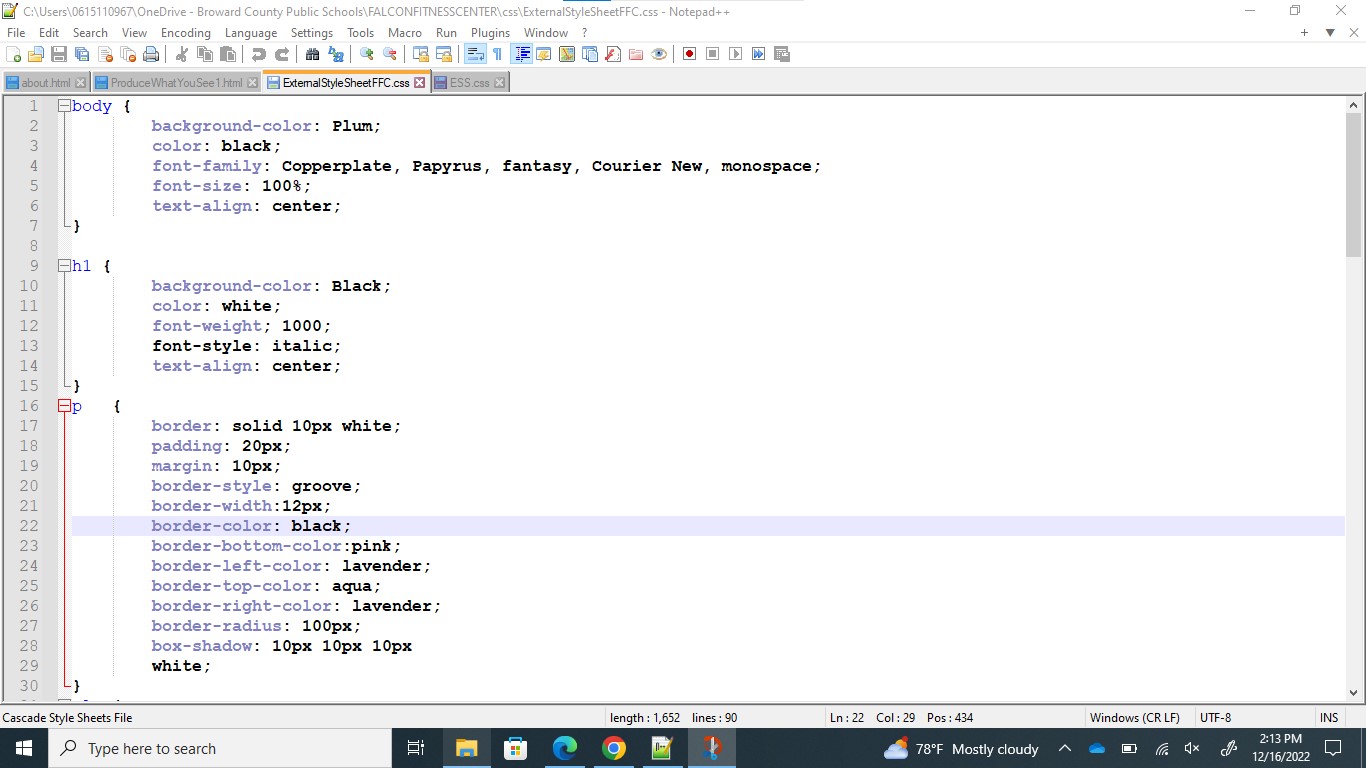 C:\Users\0615110967\OneDrive - Broward County Public Schools\FALCONFITNESSCENTER\css\ExternalStyleSheetFFC.css - Notepad++
File Edit Search View Encoding Language Settings Tools Macro Run Plugins Window ?
about.html ProduceWhatYouSee1.html ExternalStyleSheetFFC.css ESS.css
1 body {
2 background-color: Plum;
3 color: black;
4 font-family: Copperplate, Papyrus, fantasy, Courier New, monospace;
5 font-size: 100%;
6 text-align: center;
7 }
8
9 h1 {
10 background-color: Black;
11 color: white;
12 font-weight; 1000;
13 font-style: italic;
14 text-align: center;
15 }
16 p {
17 border: solid 10px white;
18 padding: 20px;
19 margin: 10px;
20 border-style: groove;
21 border-width:12px;
22 border-color: black;
23 border-bottom-color:pink;
24 border-left-color: lavender;
25 border-top-color: aqua;
26 border-right-color: lavender;
27 border-radius: 100px;
28 box-shadow: 10px 10px 10px
29 white;
30 }
Cascade Style Sheets File length : 1,652 lines : 90 Ln : 22 Col : 29 Pos : 434 Windows (CR LF) UTF-8 INS
Type here to search 78°F Mostly cloudy 2:13 PM
12/16/2022